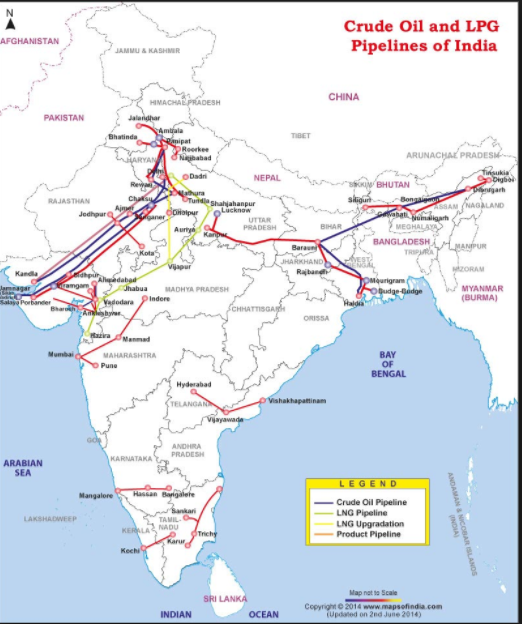 N
Crude Oil and LPG
Pipelines of India
AFGHANISTAN
JAMMU & KASHMIR
CHINA
HIMACHAL PRADESH
PAKISTAN
Jalandhar
Ambala
Bhatinda
Panipat
Roorkee
Najibabad
HARYANA
TIBET
ARUNACHAL PRADESH
Delhi
Dadri
Rewari
NEPAL
SIKKIM
BHUTAN
Tinsukia
Digboi
Mathura
Tundla
Shahjahanpur
Lucknow
Chaksu
Ajmer
Jodhpur
RAJASTHAN
Dholpur
Siliguri
Bongaigaon
ASSAM
NAGALAND
Guwahati
Numaligarh
MEGHALAYA
Auriya
Kanpur
UTTAR
PRADESH
BIHAR
Barauni
BANGLADESH
MANIPUR
TRIPURA
Kota
Vijapur
JHARKHAND
WEST
BENGAL
Rajbandh
MIZORAM
Kandla
Sidhpur
Jamnagar
Viramgam
Ahmedabad
Jhabua
MADHYA PRADESH
Mourigram
Budge-Budge
Haldia
MYANMAR
(BURMA)
Salaya
Porbander
Vadodara
Indore
Bharuch
Ankleshwar
CHHATTISGARH
ORISSA
Hazira
Manmad
Mumbai
MAHARASHTRA
Pune
BAY
OF
BENGAL
Hyderabad
TELANGANA
Vishakhapattinam
Vijayawada
GOA
ANDHRA
PRADESH
KARNATAKA
ARABIAN
SEA
LEGEND
Crude Oil Pipeline
LNG Pipeline
LNG Upgradation
Product Pipeline
Mangalore
Hassan
Bangalore
LAKSHADWEEP
Sankari
KERALA
TAMIL
NADU
Karur
Trichy
Kochi
ANDAMAN & NICOBAR ISLANDS
(INDIA)
SRI LANKA
INDIAN
OCEAN
Map not to Scale
Copyright © 2014 www.mapsofindia.com
(Updated on 2nd June 2014)